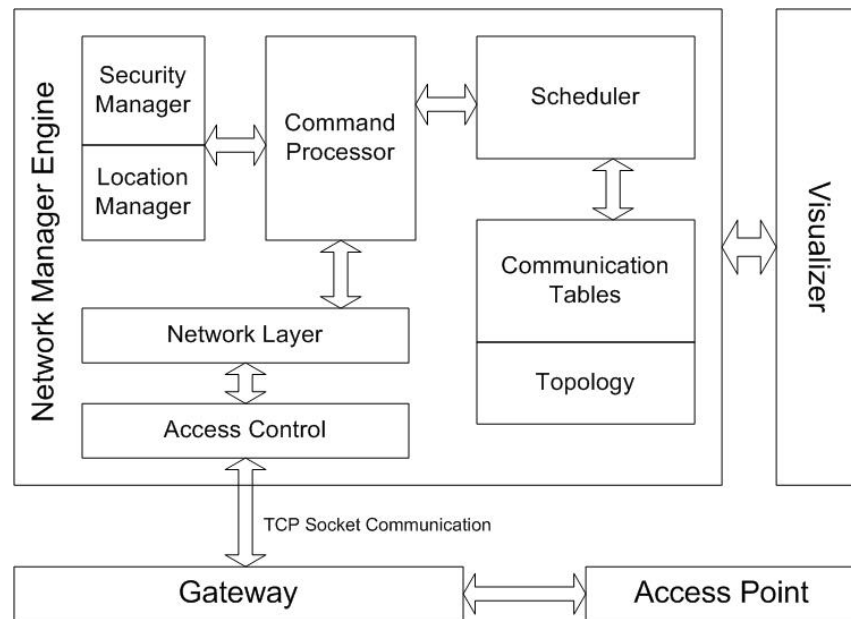 Network Manager Engine
Security
Manager
Location
Manager
Command
Processor
Scheduler
Communication
Tables
Topology
Network Layer
Access Control
Visualizer
TCP Socket Communication
Gateway
Access Point